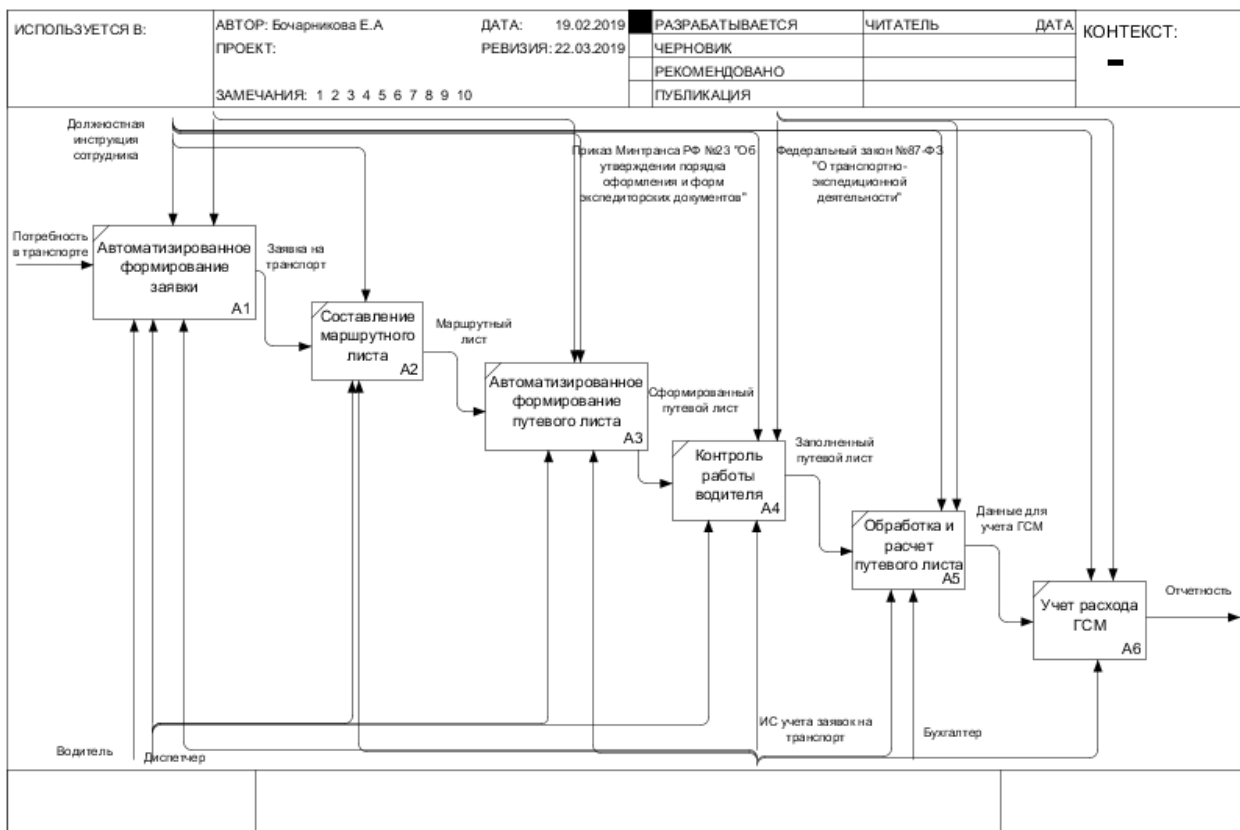 ИСПОЛЬЗУЕТСЯ В:
АВТОР: Бочарникова Е.А
ДАТА: 19.02.2019
ПРОЕКТ:
РЕВИЗИЯ: 22.03.2019
ЗАМЕЧАНИЯ: 1 2 3 4 5 6 7 8 9 10
РАЗРАБАТЫВАЕТСЯ
ЧЕРНОВИК
РЕКОМЕНДОВАНО
ПУБЛИКАЦИЯ
ЧИТАТЕЛЬ
ДАТА
КОНТЕКСТ:
Должностная
инструкция
сотрудника
Приказ Минтранса РФ №23 "Об
утверждении порядка
оформления и форм
экспедиторских документов"
Федеральный закон №87-ФЗ
"О транспортно-
экспедиционной
деятельности"
Потребность
в транспорте
Автоматизированное
формирование
заявки
A1
Заявка на
транспорт
Составление
маршрутного
листа
A2
Маршрутный
лист
Автоматизированное
формирование
путевого листа
A3
Сформированный
путевой лист
Контроль
работы
водителя
A4
Заполненный
путевой лист
Обработка и
расчет
путевого листа
A5
Данные для
учета ГСМ
Учет расхода
ГСМ
A6
Отчетность
Водитель
Диспетчер
ИС учета заявок на
транспорт
Бухгалтер